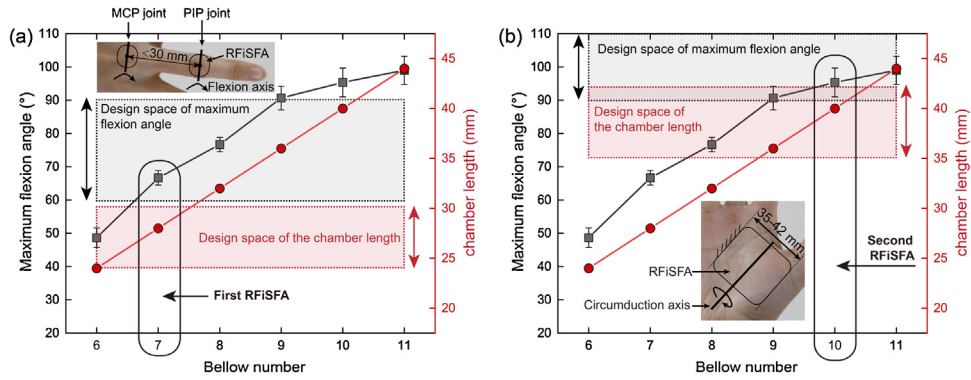 (a)
MCP joint
PIP joint
<30 mm
RFiSFA
Flexion axis
Design space of maximum
flexion angle
Design space of the chamber length
First RFiSFA
Maximum flexion angle (°)
110
100
90
80
70
60
50
40
30
20
chamber length (mm)
45
40
35
30
25
20
6 7 8 9 10 11
Bellow number
(b)
Design space of maximum flexion angle
Design space of
the chamber length
35-42 mm
RFiSFA
Circumduction axis
Second
RFiSFA
Maximum flexion angle (°)
110
100
90
80
70
60
50
40
30
20
chamber length (mm)
45
40
35
30
25
20
6 7 8 9 10 11
Bellow number